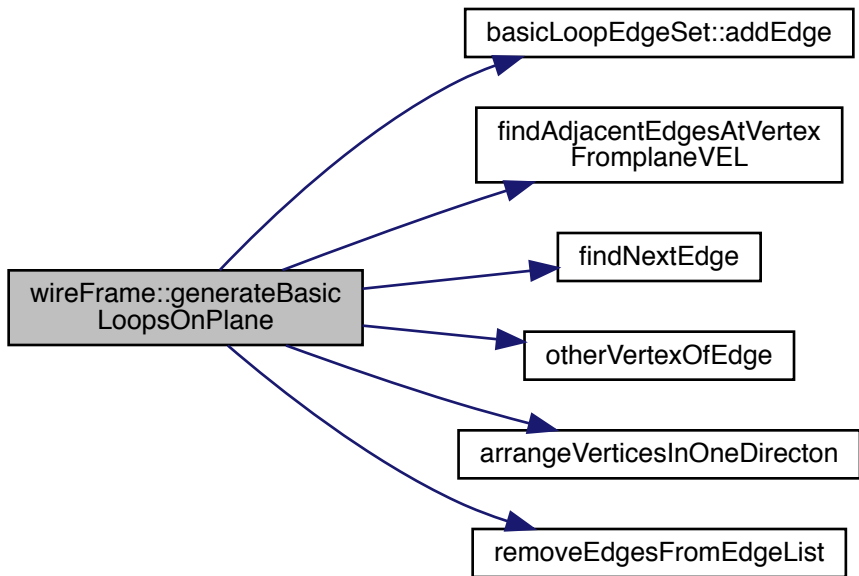 basicLoopEdgeSet::addEdge
findAdjacentEdgesAtVertex
FromplaneVEL
findNextEdge
wireFrame::generateBasic
LoopsOnPlane
otherVertexOfEdge
arrangeVerticesInOneDirecton
removeEdgesFromEdgeList